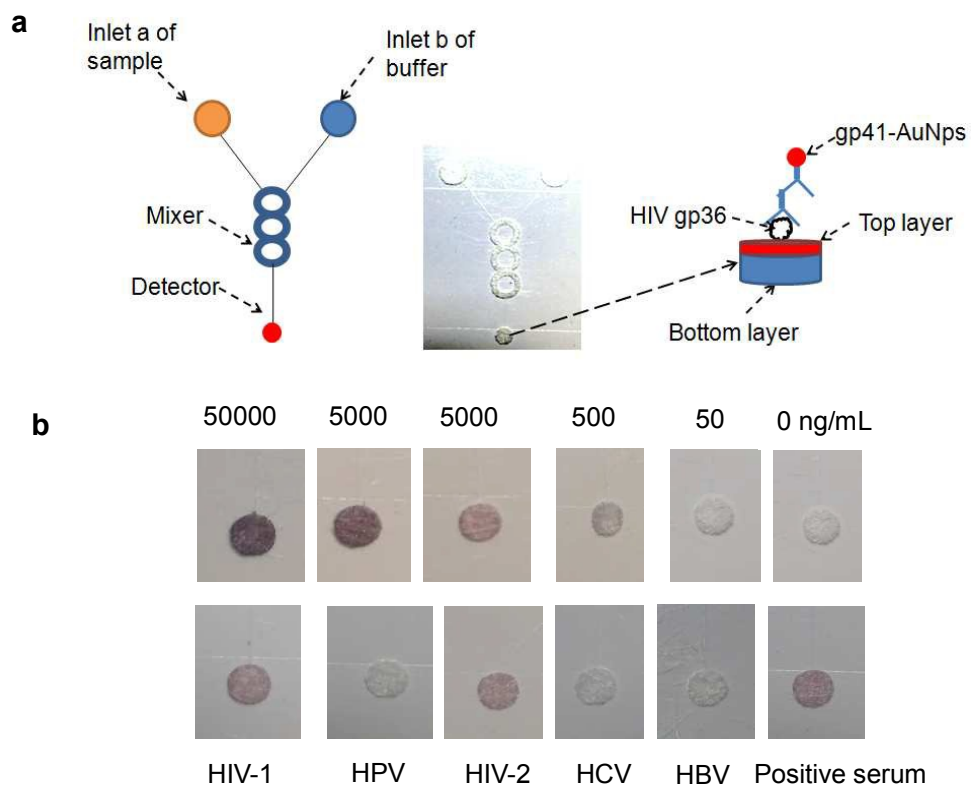 a
Inlet a of
sample
Inlet b of
buffer
Mixer
Detector
gp41-AuNps
HIV gp36
Top layer
Bottom layer
b
50000 5000 5000 500 50 0 ng/mL
HIV-1 HPV HIV-2 HCV HBV Positive serum